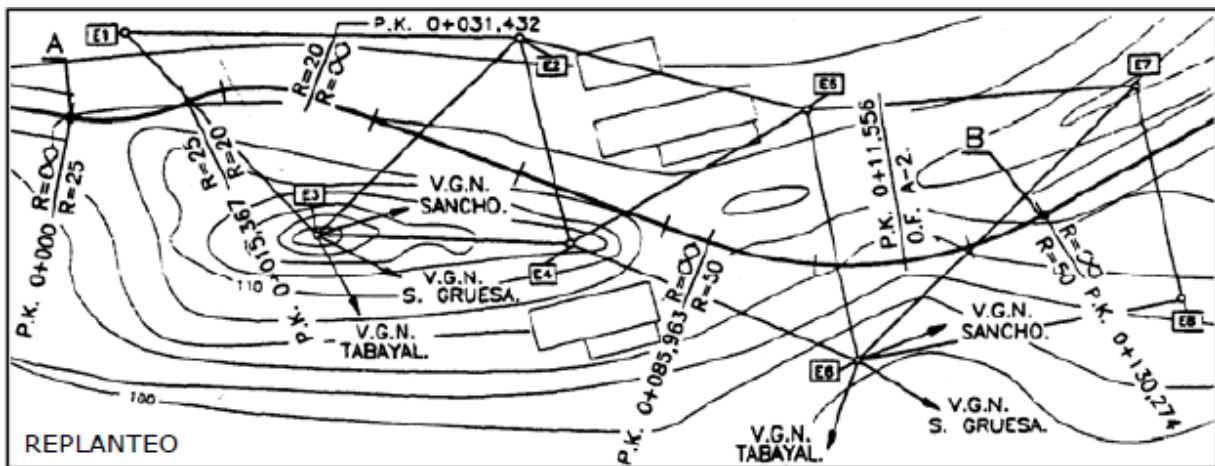 E1
P.K. 0+031,432
A
R=20
R=∞
E2
E5
E7
P.K. 0+000
R=∞
R=25
R=25
R=20
P.K. 0+015,367
E3
V.G.N.
SANCHO.
P.K. 0+11,556
O.F. A-2.
B
110
E4
V.G.N.
S. GRUESA.
V.G.N.
TABAYAL.
P.K. 0+085,963
R=∞
R=50
R=∞
R=50
P.K. 0+130,274
V.G.N.
SANCHO.
E8
E6
100
V.G.N.
S. GRUESA.
V.G.N.
TABAYAL.
REPLANTEO